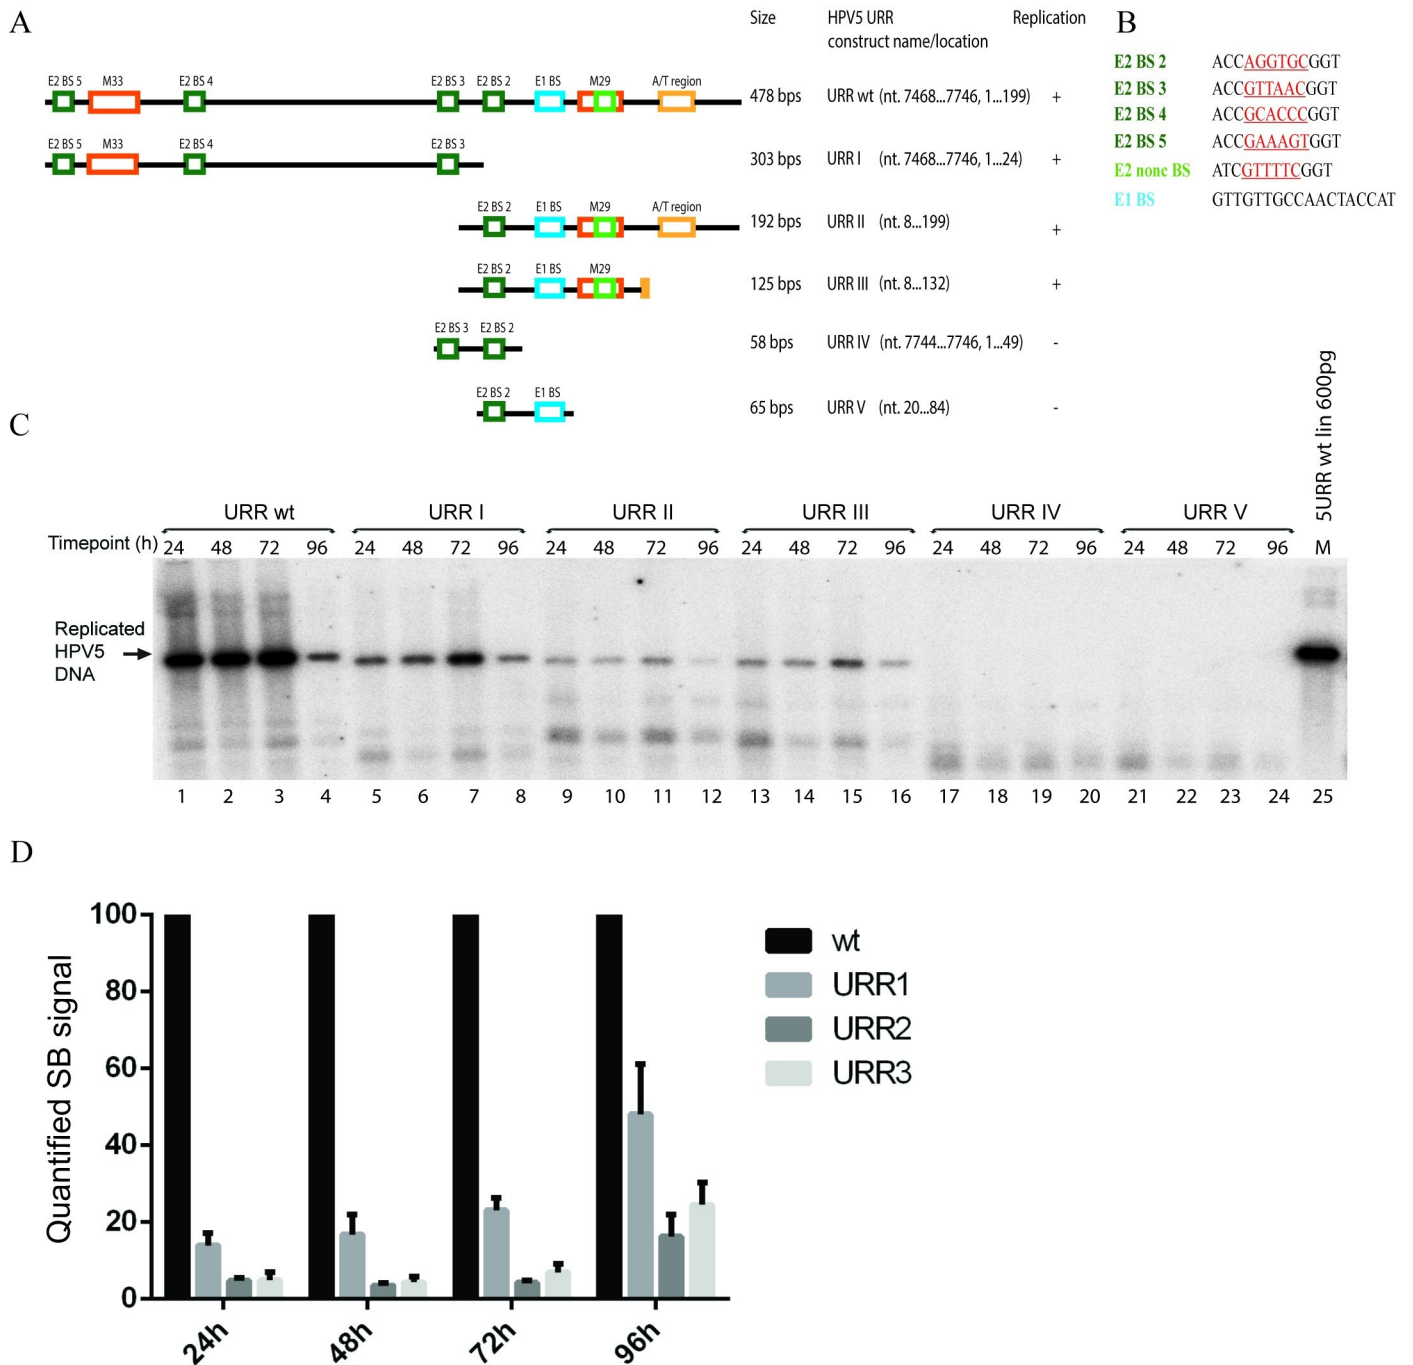 A
Size HPV5 URR Replication
construct name/location
E2 BS 5 M33 E2 BS 4 E2 BS 3 E2 BS 2 E1 BS M29 A/T region
478 bps URR wt (nt. 7468...7746, 1...199) +
E2 BS 5 M33 E2 BS 4 E2 BS 3
303 bps URR I (nt. 7468...7746, 1...24) +
E2 BS 2 E1 BS M29 A/T region
192 bps URR II (nt. 8...199) +
E2 BS 2 E1 BS M29
125 bps URR III (nt. 8...132) +
E2 BS 3 E2 BS 2
58 bps URR IV (nt. 7744...7746, 1...49) -
E2 BS 2 E1 BS
65 bps URR V (nt. 20...84) -
B
E2 BS 2 ACCAGGTGCGGT
E2 BS 3 ACCGTTAACGGT
E2 BS 4 ACCGCACCCGGT
E2 BS 5 ACCGAAAGTGGT
E2 nonc BS ATCGTTTTCGGT
E1 BS GTTGTTGCCAACTACCAT
C
URR wt URR I URR II URR III URR IV URR V 5URR wt lin 600pg
Timepoint (h) 24 48 72 96 24 48 72 96 24 48 72 96 24 48 72 96 24 48 72 96 24 48 72 96 M
Replicated
HPV5
DNA
1 2 3 4 5 6 7 8 9 10 11 12 13 14 15 16 17 18 19 20 21 22 23 24 25
D
Quantified SB signal
100
80
60
40
20
0
24h 48h 72h 96h
wt
URR1
URR2
URR3